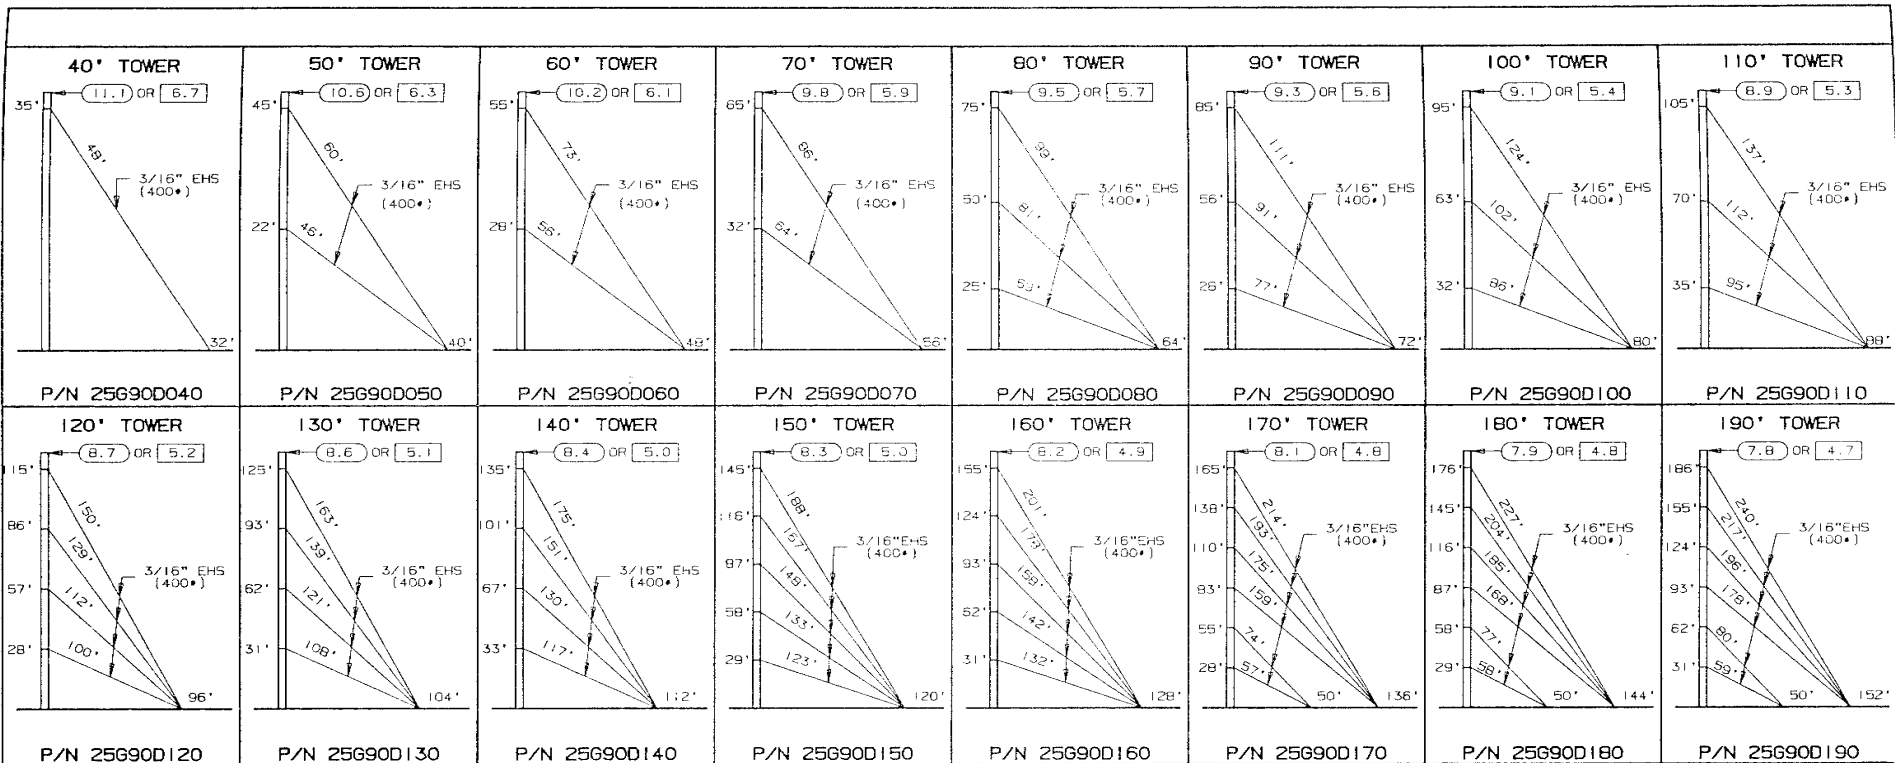 40' TOWER
11.1 OR 6.7
35'
48'
3/16" EHS
(400#)
32'
P/N 25G90D040
50' TOWER
10.6 OR 6.3
45'
60'
3/16" EHS
(400#)
22'
46'
40'
P/N 25G90D050
60' TOWER
10.2 OR 6.1
55'
73'
3/16" EHS
(400#)
28'
56'
48'
P/N 25G90D060
70' TOWER
9.8 OR 5.9
65'
86'
3/16" EHS
(400#)
32'
64'
56'
P/N 25G90D070
80' TOWER
9.5 OR 5.7
75'
99'
3/16" EHS
(400#)
50'
81'
25'
69'
64'
P/N 25G90D080
90' TOWER
9.3 OR 5.6
85'
111'
3/16" EHS
(400#)
56'
91'
28'
77'
72'
P/N 25G90D090
100' TOWER
9.1 OR 5.4
95'
124'
3/16" EHS
(400#)
63'
102'
32'
86'
80'
P/N 25G90D100
110' TOWER
8.9 OR 5.3
105'
137'
3/16" EHS
(400#)
70'
112'
35'
95'
88'
P/N 25G90D110
120' TOWER
8.7 OR 5.2
115'
150'
86'
129'
3/16" EHS
(400#)
57'
112'
28'
100'
96'
P/N 25G90D120
130' TOWER
8.6 OR 5.1
125'
163'
93'
139'
3/16" EHS
(400#)
62'
121'
31'
108'
104'
P/N 25G90D130
140' TOWER
8.4 OR 5.0
135'
175'
101'
151'
3/16" EHS
(400#)
67'
130'
33'
117'
112'
P/N 25G90D140
150' TOWER
8.3 OR 5.0
145'
188'
116'
167'
3/16"EHS
(400#)
87'
148'
58'
133'
29'
123'
120'
P/N 25G90D150
160' TOWER
8.2 OR 4.9
155'
201'
124'
3/16"EHS
(400#)
93'
62'
142'
31'
132'
128'
P/N 25G90D160
170' TOWER
8.1 OR 4.8
165'
214'
138'
193'
3/16"EHS
(400#)
110'
175'
83'
159'
55'
74'
28'
57'
50'
136'
P/N 25G90D170
180' TOWER
7.9 OR 4.8
176'
227'
145'
204'
3/16"EHS
(400#)
116'
185'
87'
168'
58'
77'
29'
58'
50'
144'
P/N 25G90D180
190' TOWER
7.8 OR 4.7
186'
240'
155'
217'
3/16"EHS
(400#)
124'
196'
93'
178'
62'
80'
31'
59'
50'
152'
P/N 25G90D190